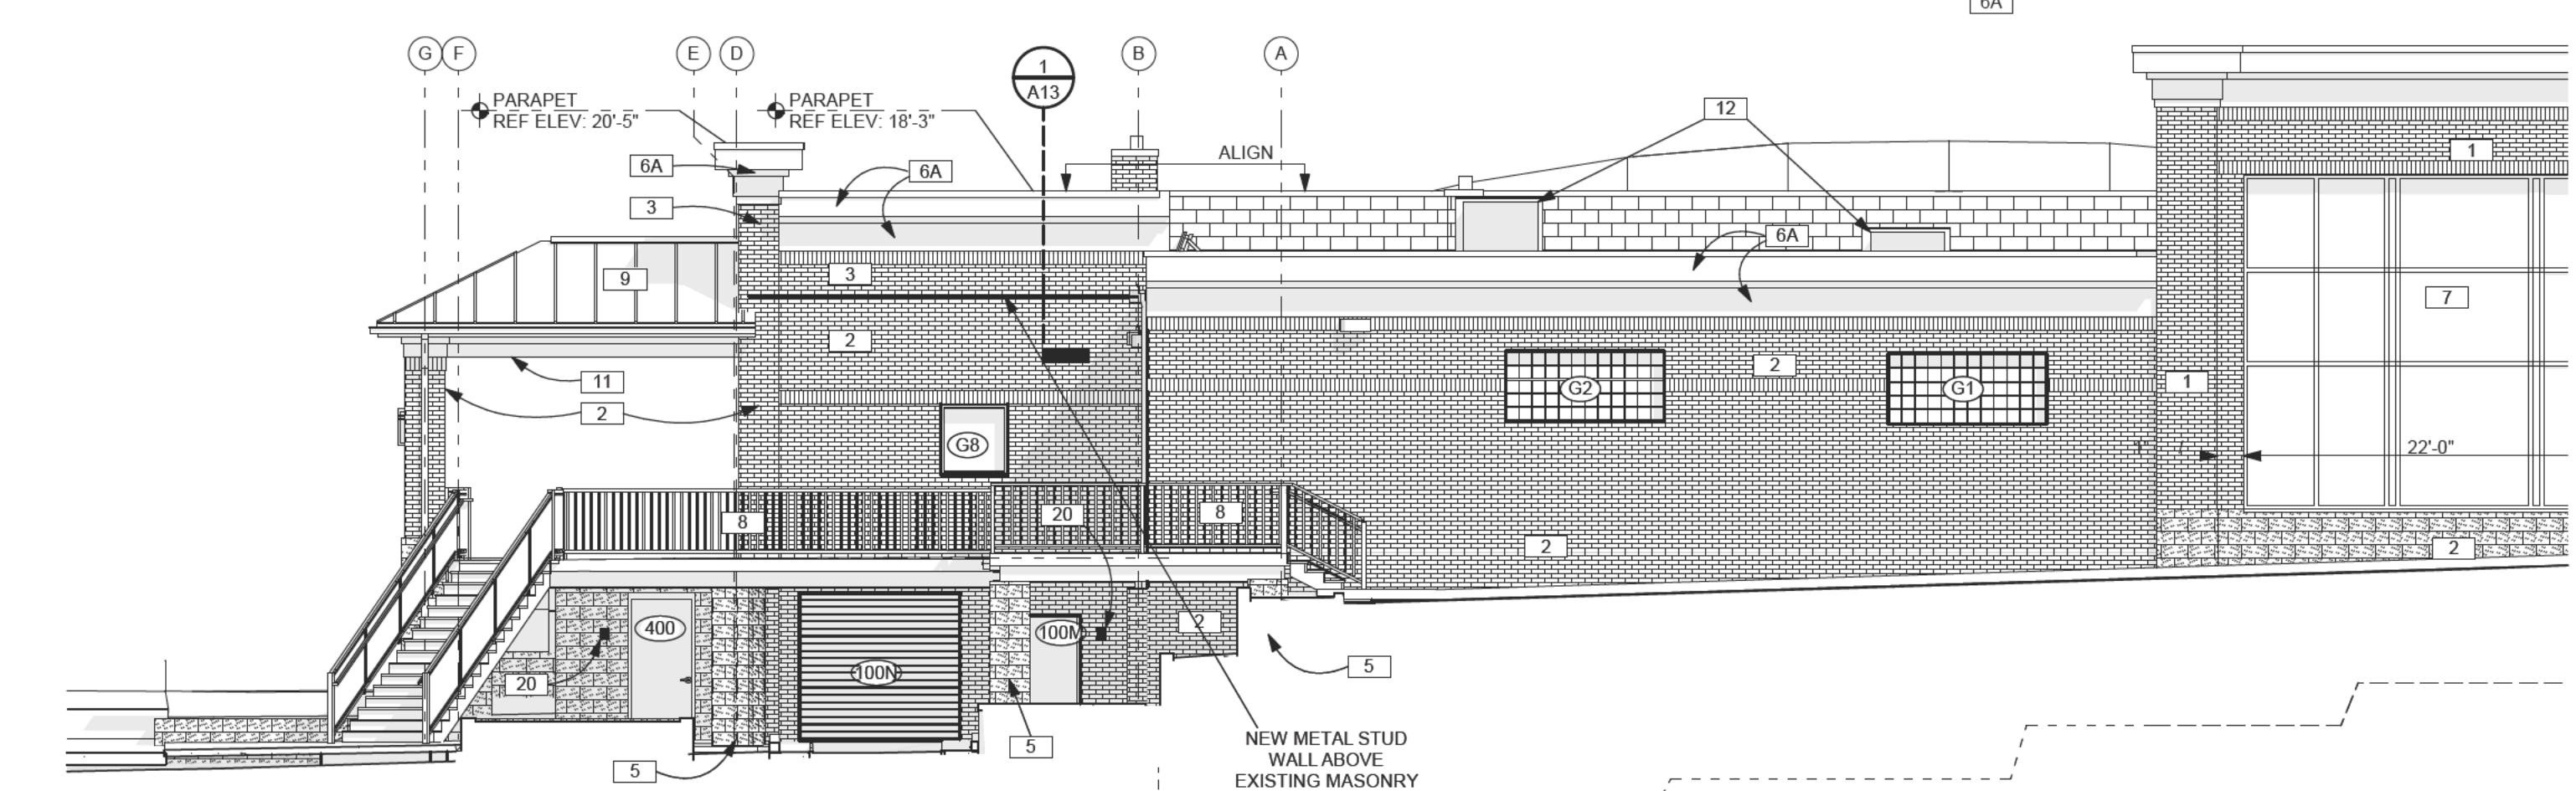 6A
G F E D 1 B A
A13
PARAPET
REF ELEV: 20'-5"
PARAPET
REF ELEV: 18'-3"
12
ALIGN
1
6A
6A
3
6A
3
9
7
2
2
11
1
G2
G1
2
G8
1"
22'-0"
20
8
8
2
2
400
100M
2
5
100N
20
5
5
NEW METAL STUD
WALL ABOVE
EXISTING MASONRY